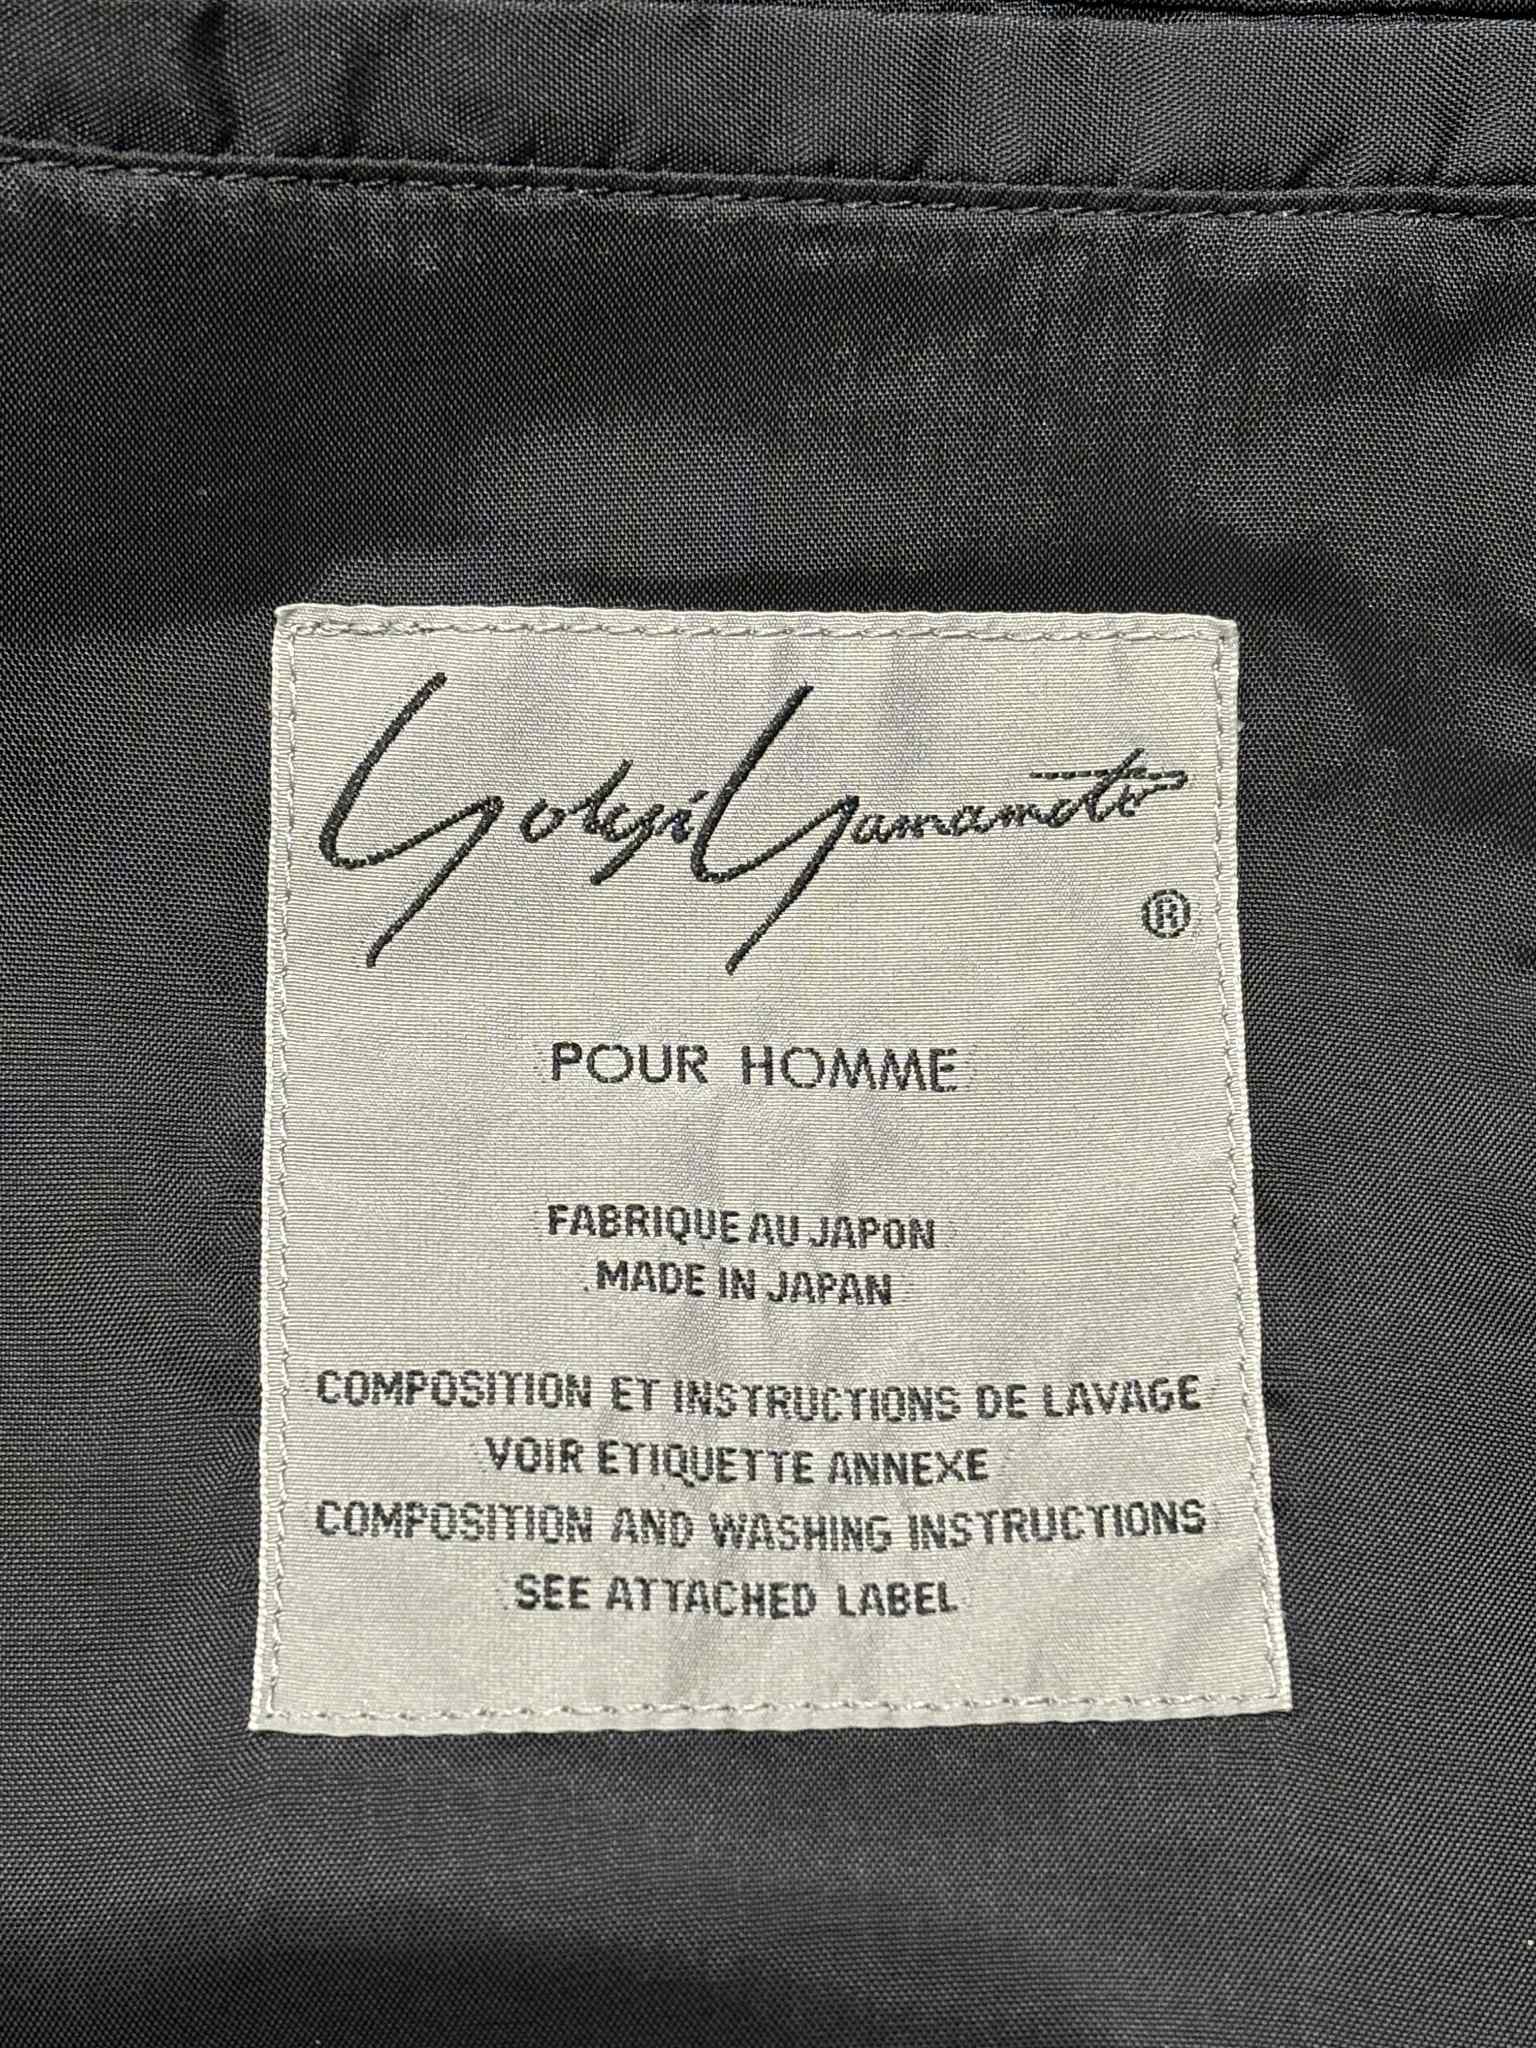 Yohji Yamamoto
®
POUR HOMME
FABRIQUE AU JAPON
MADE IN JAPAN
COMPOSITION ET INSTRUCTIONS DE LAVAGE
VOIR ETIQUETTE ANNEXE
COMPOSITION AND WASHING INSTRUCTIONS
SEE ATTACHED LABEL